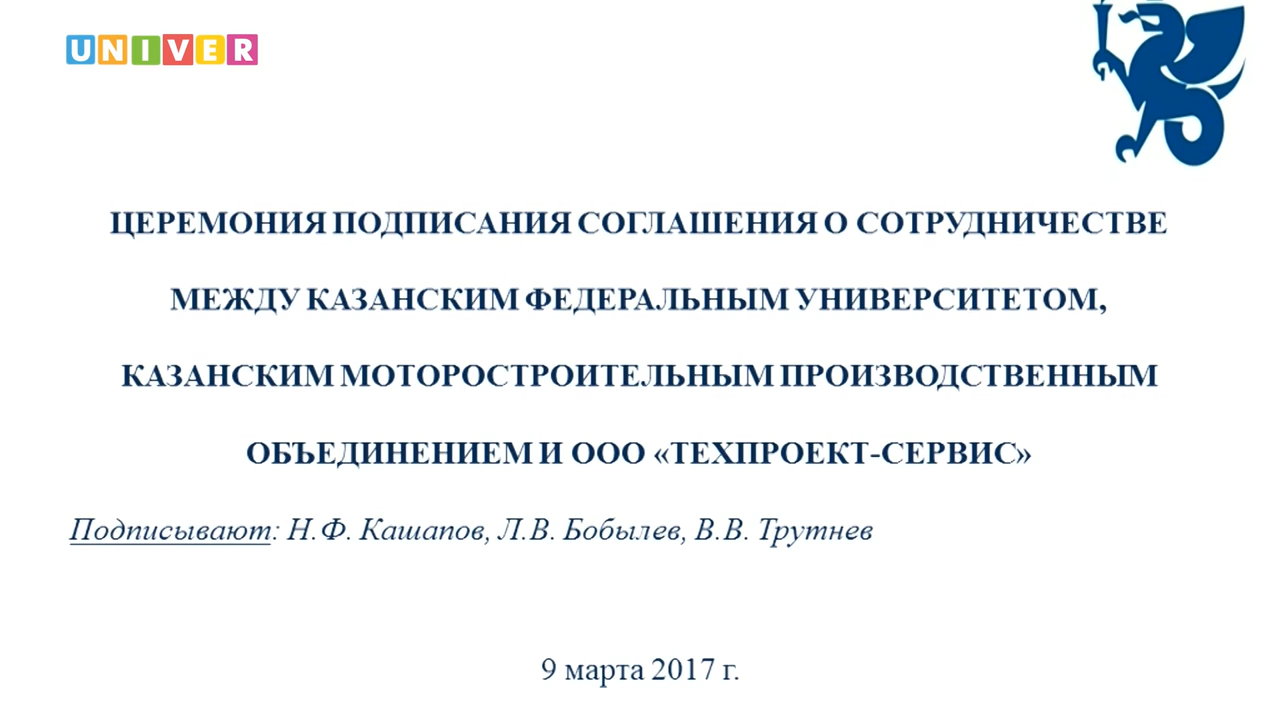 UNIVER
ЦЕРЕМОНИЯ ПОДПИСАНИЯ СОГЛАШЕНИЯ О СОТРУДНИЧЕСТВЕ
МЕЖДУ КАЗАНСКИМ ФЕДЕРАЛЬНЫМ УНИВЕРСИТЕТОМ,
КАЗАНСКИМ МОТОРОСТРОИТЕЛЬНЫМ ПРОИЗВОДСТВЕННЫМ
ОБЪЕДИНЕНИЕМ И ООО «ТЕХПРОЕКТ-СЕРВИС»
Подписывают: Н.Ф. Кашапов, Л.В. Бобылев, В.В. Трутнев
9 марта 2017 г.